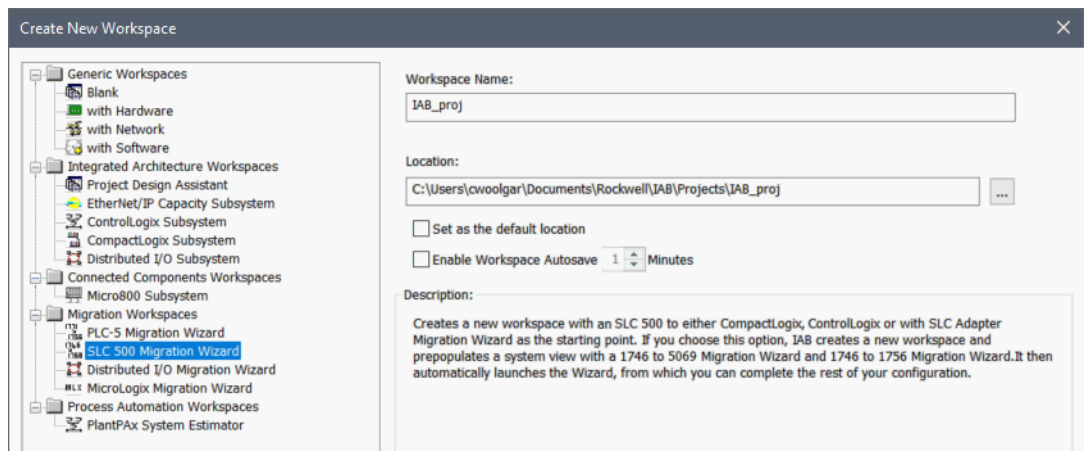 Create New Workspace
Generic Workspaces
Blank
with Hardware
with Network
with Software
Integrated Architecture Workspaces
Project Design Assistant
EtherNet/IP Capacity Subsystem
ControlLogix Subsystem
CompactLogix Subsystem
Distributed I/O Subsystem
Connected Components Workspaces
Micro800 Subsystem
Migration Workspaces
PLC-5 Migration Wizard
SLC 500 Migration Wizard
Distributed I/O Migration Wizard
MicroLogix Migration Wizard
Process Automation Workspaces
PlantPAx System Estimator
Workspace Name:
IAB_proj
Location:
C:\Users\cwoolgar\Documents\Rockwell\IAB\Projects\IAB_proj
...
Set as the default location
Enable Workspace Autosave 1 Minutes
Description:
Creates a new workspace with an SLC 500 to either CompactLogix, ControlLogix or with SLC Adapter
Migration Wizard as the starting point. If you choose this option, IAB creates a new workspace and
prepopulates a system view with a 1746 to 5069 Migration Wizard and 1746 to 1756 Migration Wizard.It then
automatically launches the Wizard, from which you can complete the rest of your configuration.